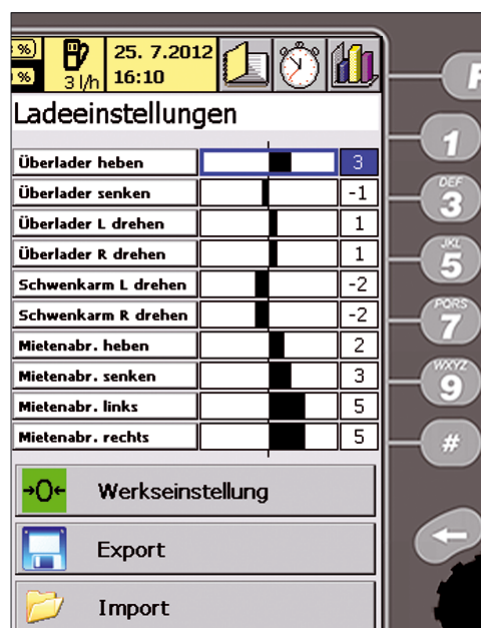 %)
%)
3 l/h
25. 7.2012
16:10
Ladeeinstellungen
Überlader heben 3
Überlader senken -1
Überlader L drehen 1
Überlader R drehen 1
Schwenkarm L drehen -2
Schwenkarm R drehen -2
Mietenabr. heben 2
Mietenabr. senken 3
Mietenabr. links 5
Mietenabr. rechts 5
→0← Werkseinstellung
Export
Import
F
1
DEF
3
JKL
5
PQRS
7
WXYZ
9
#